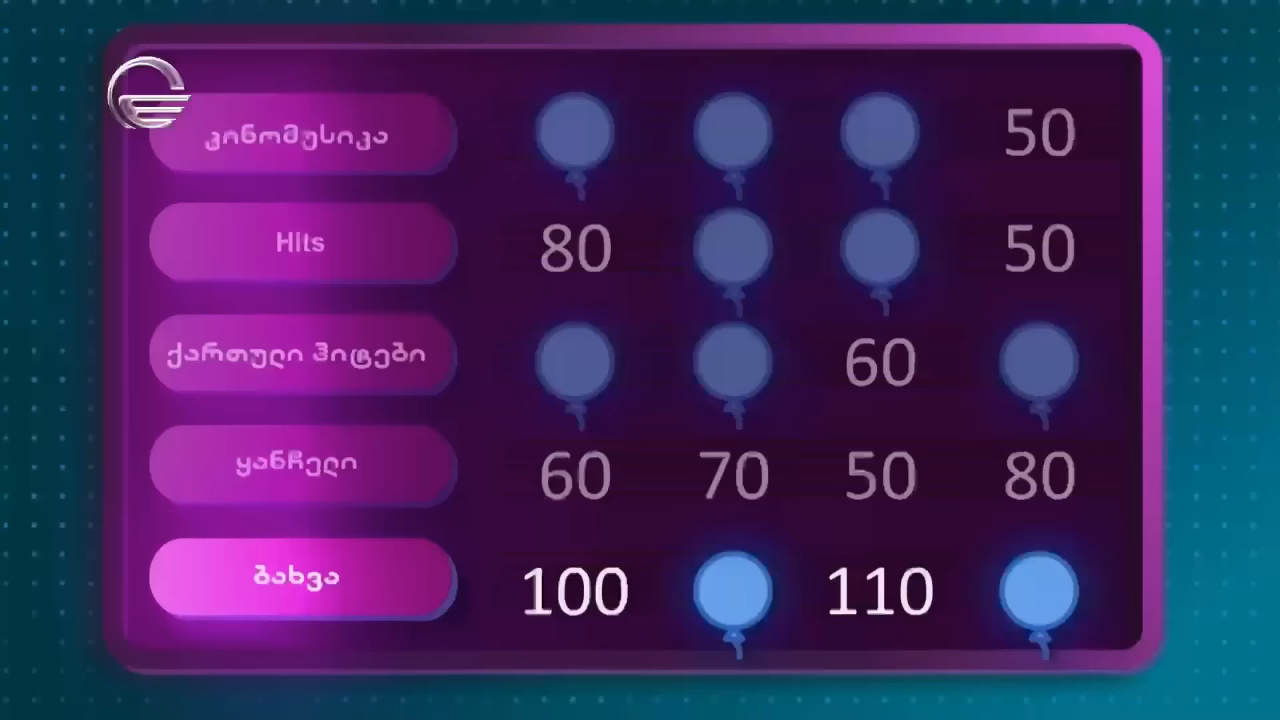 კინომუსიკა 50
Hits 80 50
ქართული ჰიტები 60
ყანჩელი 60 70 50 80
ბახვა 100 110